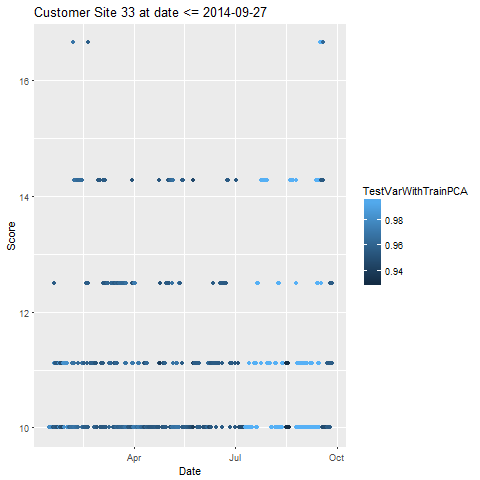 Customer Site 33 at date <= 2014-09-27
16
14
12
10
Score
Apr
Jul
Oct
Date
TestVarWithTrainPCA
0.98
0.96
0.94